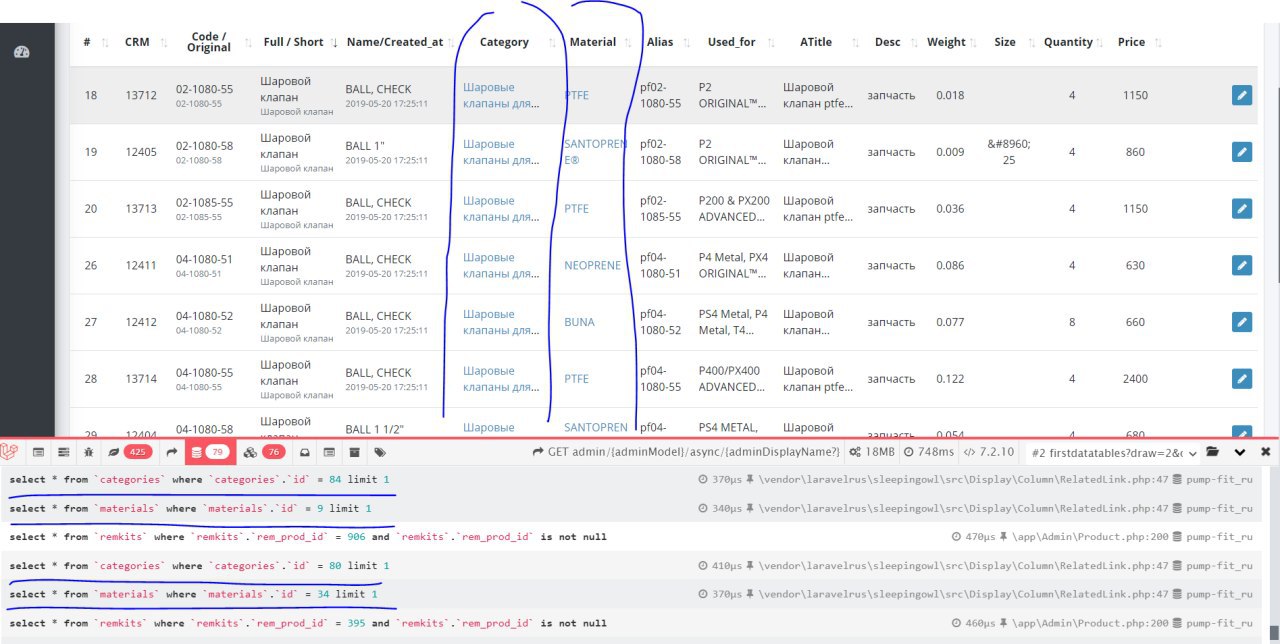 # CRM Code / Original Full / Short Name/Created_at Category Material Alias Used_for ATitle Desc Weight Size Quantity Price
18 13712 02-1080-55 02-1080-55 Шаровой клапан Шаровой клапан BALL, CHECK 2019-05-20 17:25:11 Шаровые клапаны для... PTFE pf02-1080-55 P2 ORIGINAL™... Шаровой клапан ptfe... запчасть 0.018 4 1150
19 12405 02-1080-58 02-1080-58 Шаровой клапан Шаровой клапан BALL 1" 2019-05-20 17:25:11 Шаровые клапаны для... SANTOPRENE® pf02-1080-58 P2 ORIGINAL™... Шаровой клапан... запчасть 0.009 &#8960; 25 4 860
20 13713 02-1085-55 02-1085-55 Шаровой клапан Шаровой клапан BALL, CHECK 2019-05-20 17:25:11 Шаровые клапаны для... PTFE pf02-1085-55 P200 & PX200 ADVANCED... Шаровой клапан ptfe... запчасть 0.036 4 1150
26 12411 04-1080-51 04-1080-51 Шаровой клапан Шаровой клапан BALL, CHECK 2019-05-20 17:25:11 Шаровые клапаны для... NEOPRENE pf04-1080-51 P4 Metal, PX4 ORIGINAL™... Шаровой клапан... запчасть 0.086 4 630
27 12412 04-1080-52 04-1080-52 Шаровой клапан Шаровой клапан BALL, CHECK 2019-05-20 17:25:11 Шаровые клапаны для... BUNA pf04-1080-52 PS4 Metal, P4 Metal, T4... Шаровой клапан... запчасть 0.077 8 660
28 13714 04-1080-55 04-1080-55 Шаровой клапан Шаровой клапан BALL, CHECK 2019-05-20 17:25:11 Шаровые клапаны для... PTFE pf04-1080-55 P400/PX400 ADVANCED... Шаровой клапан ptfe... запчасть 0.122 4 2400
29 12404 04-1080-58 Шаровой BALL 1 1/2" Шаровые SANTOPREN pf04- PS4 METAL, Шаровой запчасть 0.054 4 680
425 79 76 GET admin/{adminModel}/async/{adminDisplayName?} 18MB 748ms 7.2.10 #2 firstdatatables?draw=2&c
select * from `categories` where `categories`.`id` = 84 limit 1 370μs \vendor\laravelrus\sleepingowl\src\Display\Column\RelatedLink.php:47 pump-fit_ru
select * from `materials` where `materials`.`id` = 9 limit 1 340μs \vendor\laravelrus\sleepingowl\src\Display\Column\RelatedLink.php:47 pump-fit_ru
select * from `remkits` where `remkits`.`rem_prod_id` = 906 and `remkits`.`rem_prod_id` is not null 470μs \app\Admin\Product.php:200 pump-fit_ru
select * from `categories` where `categories`.`id` = 80 limit 1 410μs \vendor\laravelrus\sleepingowl\src\Display\Column\RelatedLink.php:47 pump-fit_ru
select * from `materials` where `materials`.`id` = 34 limit 1 370μs \vendor\laravelrus\sleepingowl\src\Display\Column\RelatedLink.php:47 pump-fit_ru
select * from `remkits` where `remkits`.`rem_prod_id` = 395 and `remkits`.`rem_prod_id` is not null 460μs \app\Admin\Product.php:200 pump-fit_ru